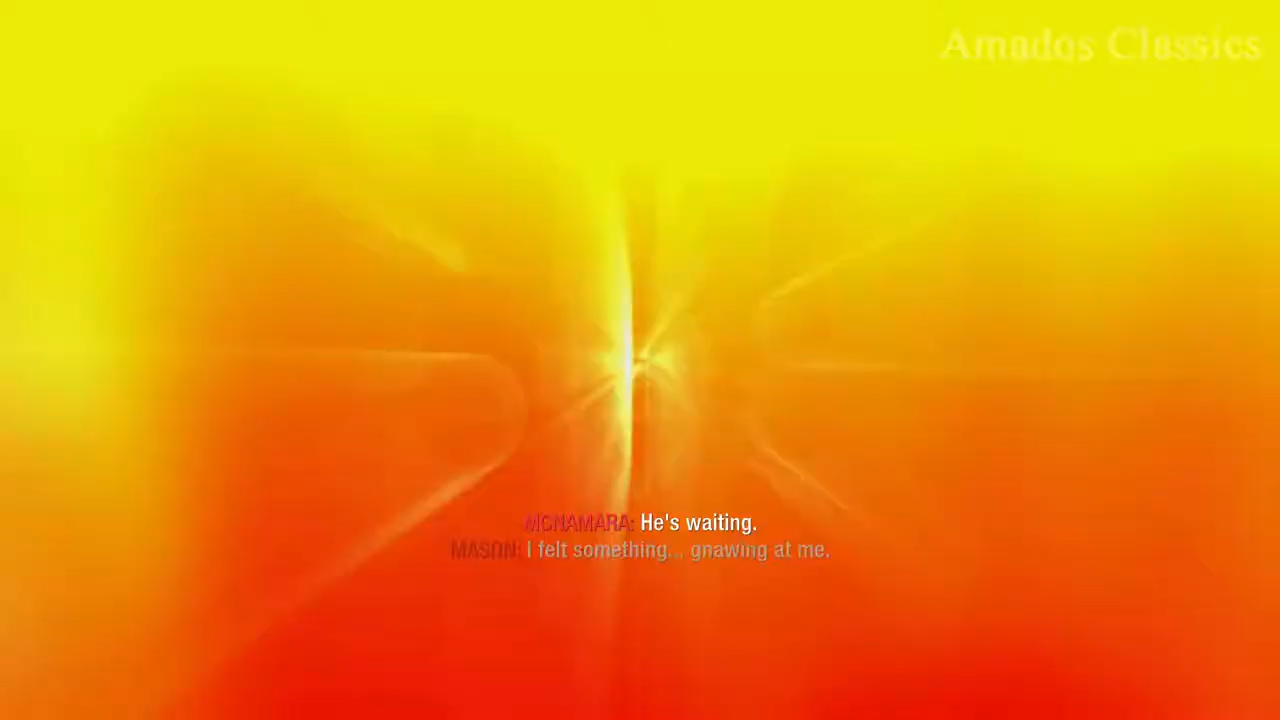 Amados Classics
MCNAMARA: He's waiting.
MASON: I felt something... gnawing at me.